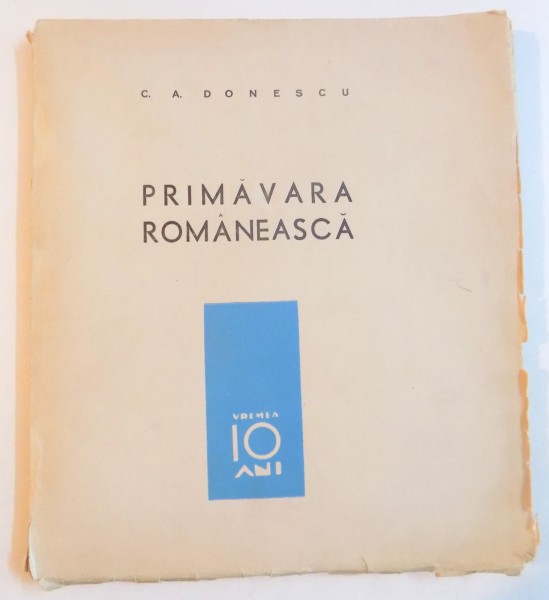 C. A. DONESCU
PRIMĂVARA
ROMÂNEASCĂ
VREMEA
10
ANI